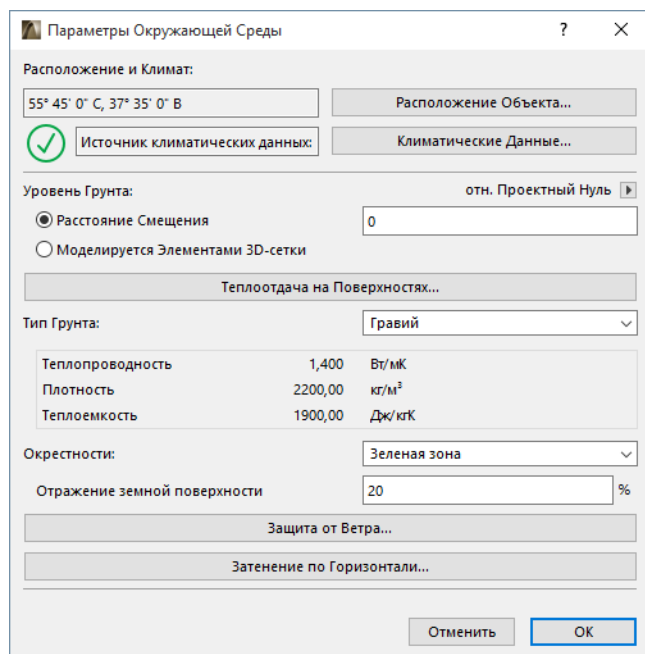 Параметры Окружающей Среды ?
Расположение и Климат:
55° 45' 0" С, 37° 35' 0" В Расположение Объекта...
Источник климатических данных: Климатические Данные...
Уровень Грунта: отн. Проектный Нуль
Расстояние Смещения 0
Моделируется Элементами 3D-сетки
Теплоотдача на Поверхностях...
Тип Грунта: Гравий
Теплопроводность 1,400 Вт/мК
Плотность 2200,00 кг/м³
Теплоемкость 1900,00 Дж/кгК
Окрестности: Зеленая зона
Отражение земной поверхности 20 %
Защита от Ветра...
Затенение по Горизонтали...
Отменить ОК